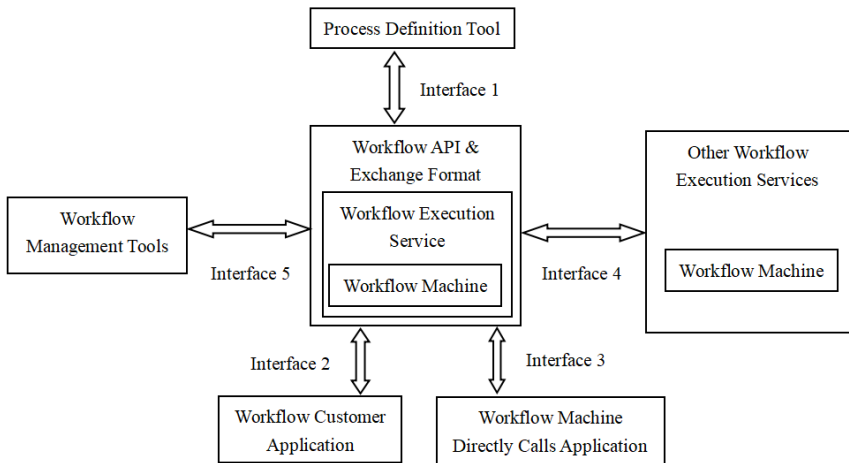 Process Definition Tool
Interface 1
Workflow API &
Exchange Format
Workflow Execution
Service
Workflow Machine
Other Workflow
Execution Services
Workflow Machine
Workflow
Management Tools
Interface 5
Interface 4
Interface 2
Interface 3
Workflow Customer
Application
Workflow Machine
Directly Calls Application